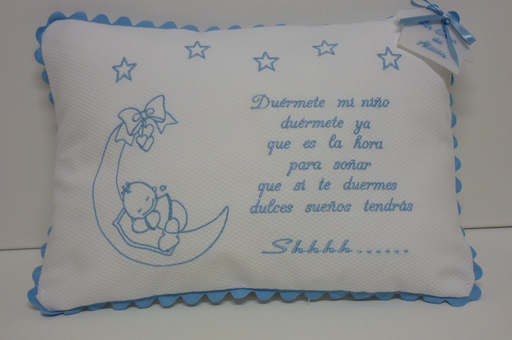 Duérmete mi niño
duérmete ya
que es la hora
para soñar
que si te duermes
dulces sueños tendrás
Shhhh......
de